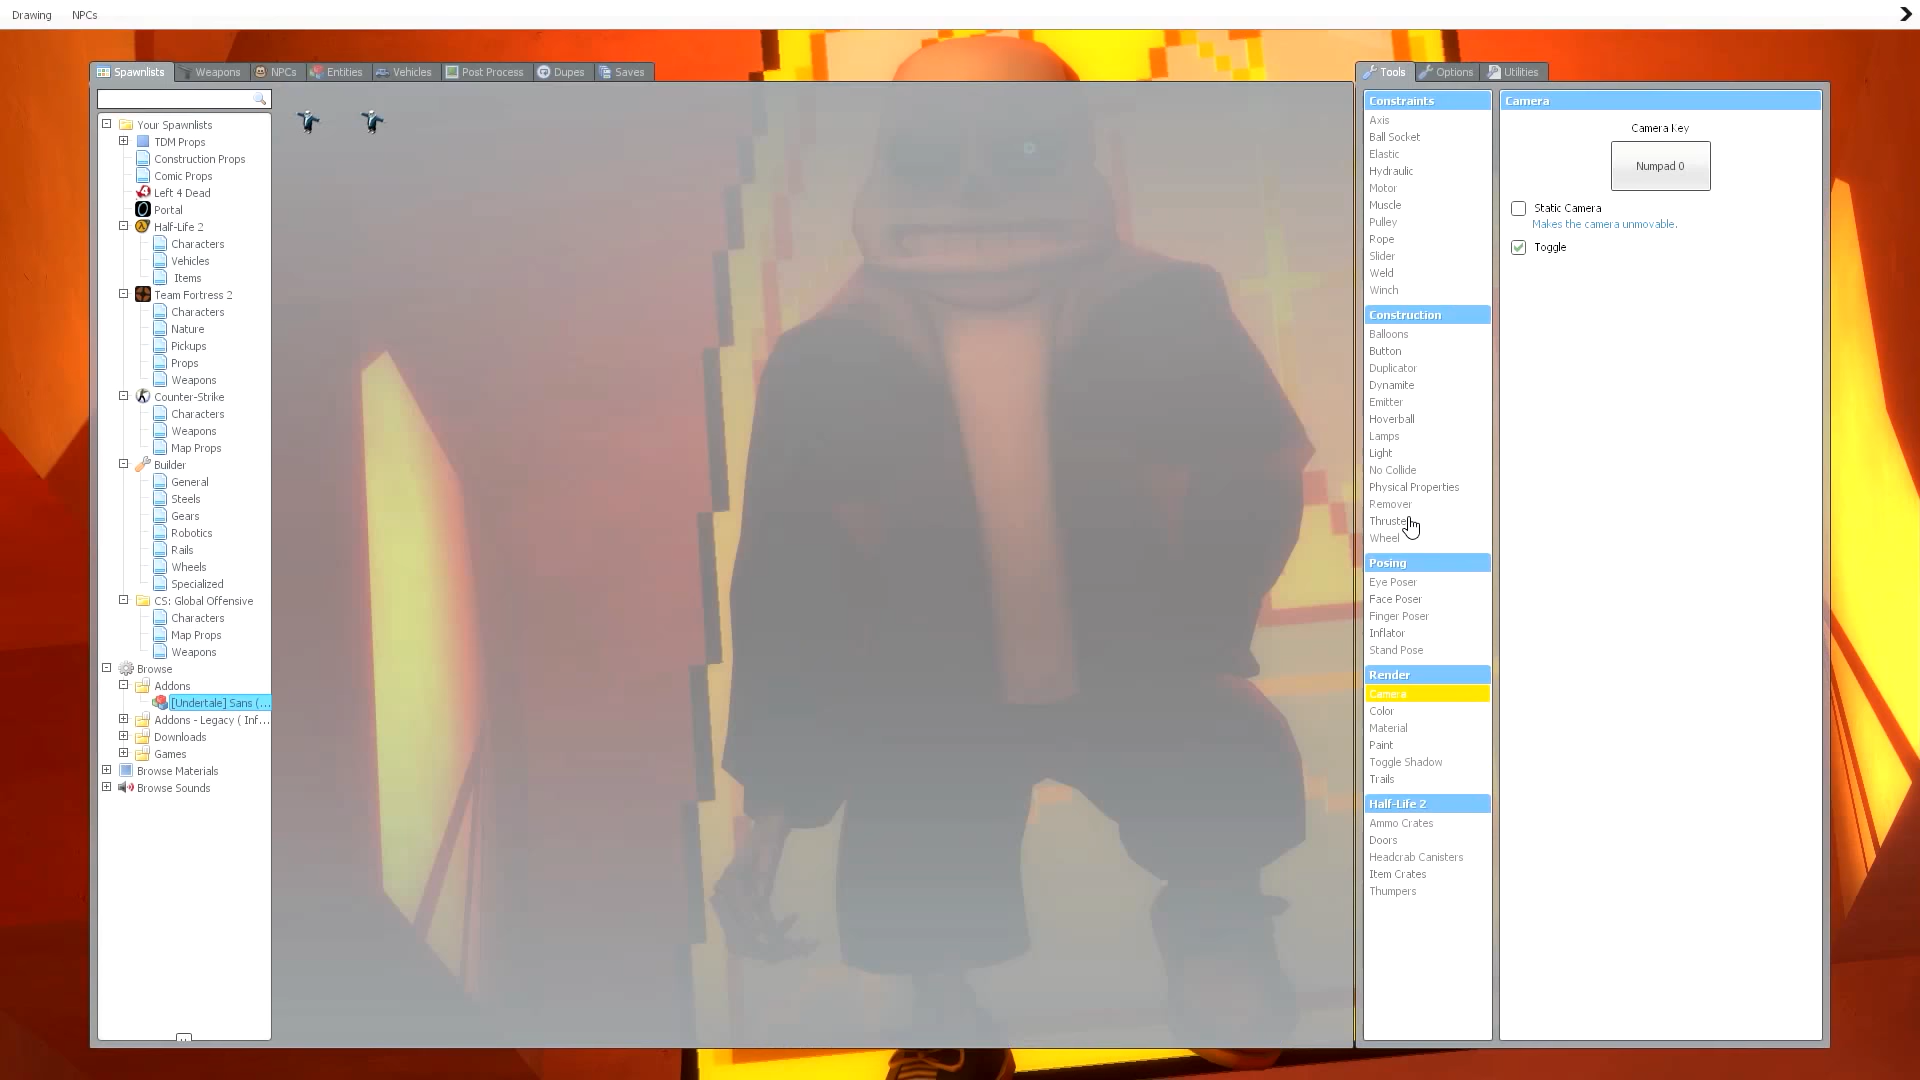 Drawing NPCs
Spawnlists Weapons NPCs Entities Vehicles Post Process Dupes Saves
Your Spawnlists
TDM Props
Construction Props
Comic Props
Left 4 Dead
Portal
Half-Life 2
Characters
Vehicles
Items
Team Fortress 2
Characters
Nature
Pickups
Props
Weapons
Counter-Strike
Characters
Weapons
Map Props
Builder
General
Steels
Gears
Robotics
Rails
Wheels
Specialized
CS: Global Offensive
Characters
Map Props
Weapons
Browse
Addons
[Undertale] Sans (...
Addons - Legacy ( Inf...
Downloads
Games
Browse Materials
Browse Sounds
Tools Options Utilities
Constraints
Axis
Ball Socket
Elastic
Hydraulic
Motor
Muscle
Pulley
Rope
Slider
Weld
Winch
Construction
Balloons
Button
Duplicator
Dynamite
Emitter
Hoverball
Lamps
Light
No Collide
Physical Properties
Remover
Thruster
Wheel
Posing
Eye Poser
Face Poser
Finger Poser
Inflator
Stand Pose
Render
Camera
Color
Material
Paint
Toggle Shadow
Trails
Half-Life 2
Ammo Crates
Doors
Headcrab Canisters
Item Crates
Thumpers
Camera
Camera Key
Numpad 0
Static Camera
Makes the camera unmovable.
Toggle